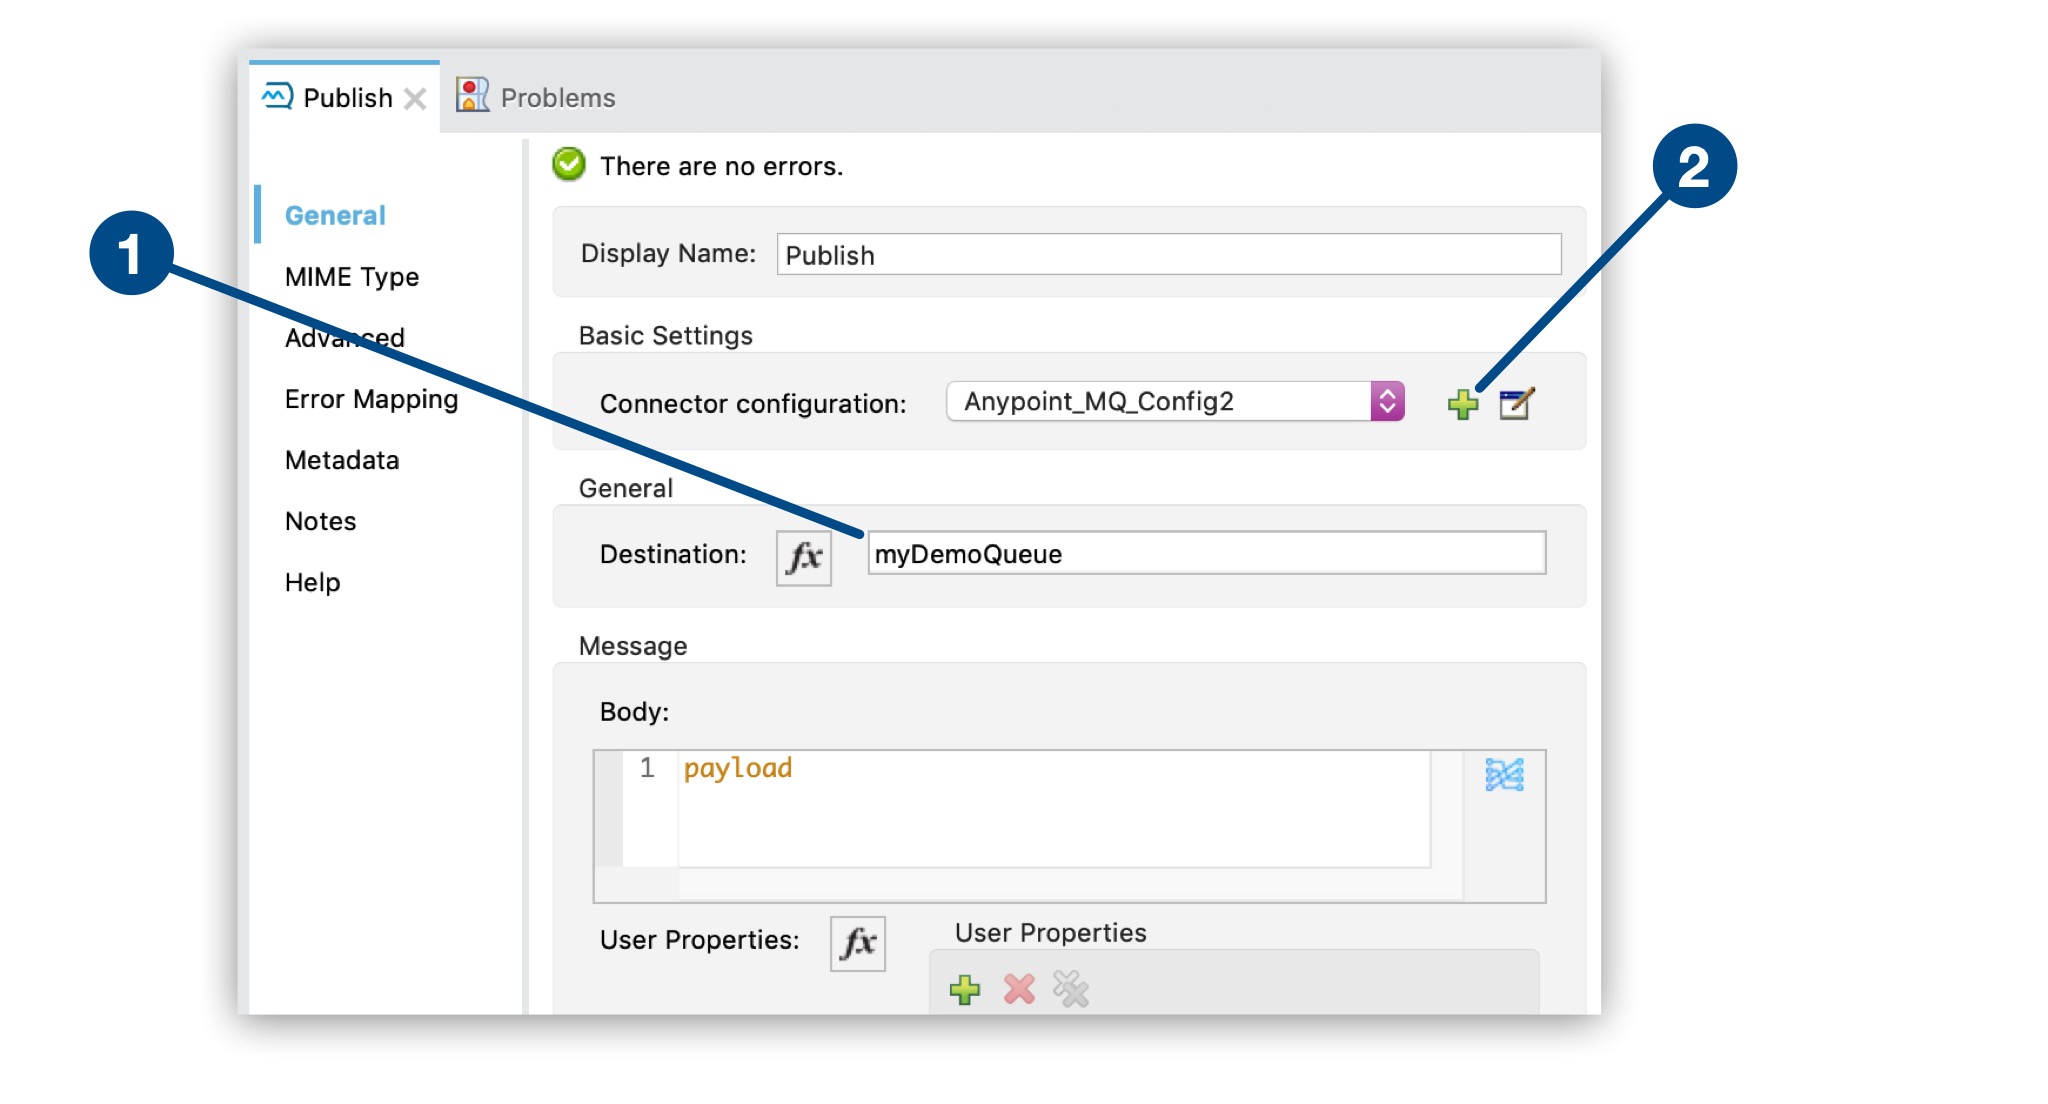 Publish
Problems
There are no errors.
General
MIME Type
Advanced
Error Mapping
Metadata
Notes
Help
1
2
Display Name: Publish
Basic Settings
Connector configuration: Anypoint_MQ_Config2
General
Destination: fx myDemoQueue
Message
Body:
1 payload
User Properties: fx
User Properties